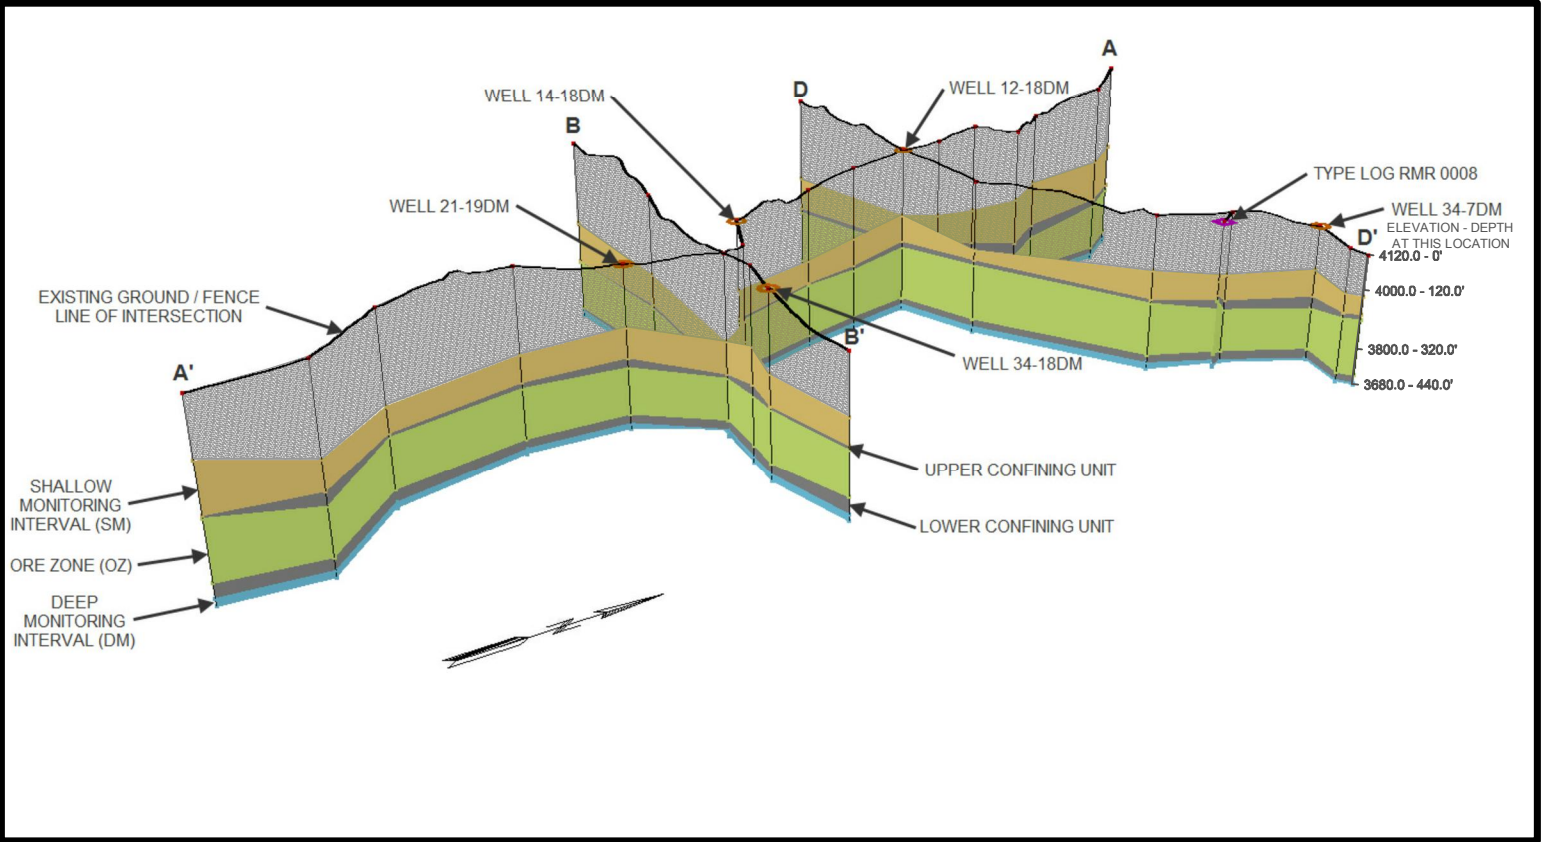 A
D
WELL 12-18DM
WELL 14-18DM
B
TYPE LOG RMR 0008
WELL 21-19DM
WELL 34-7DM
ELEVATION - DEPTH
AT THIS LOCATION
D'
4120.0 - 0'
4000.0 - 120.0'
3800.0 - 320.0'
3680.0 - 440.0'
EXISTING GROUND / FENCE
LINE OF INTERSECTION
B'
WELL 34-18DM
A'
UPPER CONFINING UNIT
LOWER CONFINING UNIT
SHALLOW
MONITORING
INTERVAL (SM)
ORE ZONE (OZ)
DEEP
MONITORING
INTERVAL (DM)
N